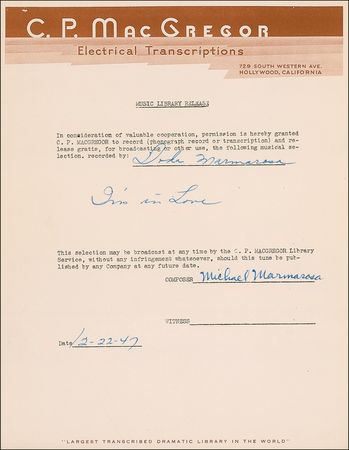 C. P. MacGregor
Electrical Transcriptions
729 SOUTH WESTERN AVE.
HOLLYWOOD, CALIFORNIA
MUSIC LIBRARY RELEASE
In consideration of valuable cooperation, permission is hereby granted
C. P. MACGREGOR to record (phonograph record or transcription) and re-
lease gratis, for broadcasting or other use, the following musical se-
lection. recorded by: Dodo Marmarosa
I'm in Love
This selection may be broadcast at any time by the C. P. MACGREGOR Library
Service, without any infringement whatsoever, should this tune be pub-
lished by any Company at any future date.
COMPOSER Michael Marmarosa
WITNESS
Date 12-22-47
"LARGEST TRANSCRIBED DRAMATIC LIBRARY IN THE WORLD"